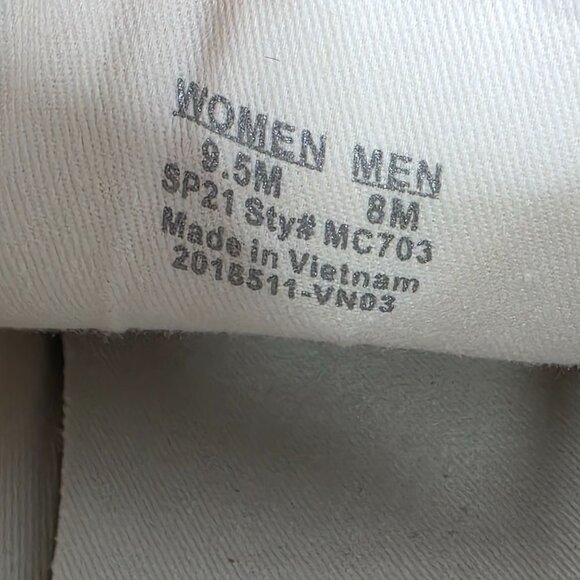 WOMEN MEN
9.5M 8M
SP21 Sty# MC703
Made in Vietnam
2018511-VN03